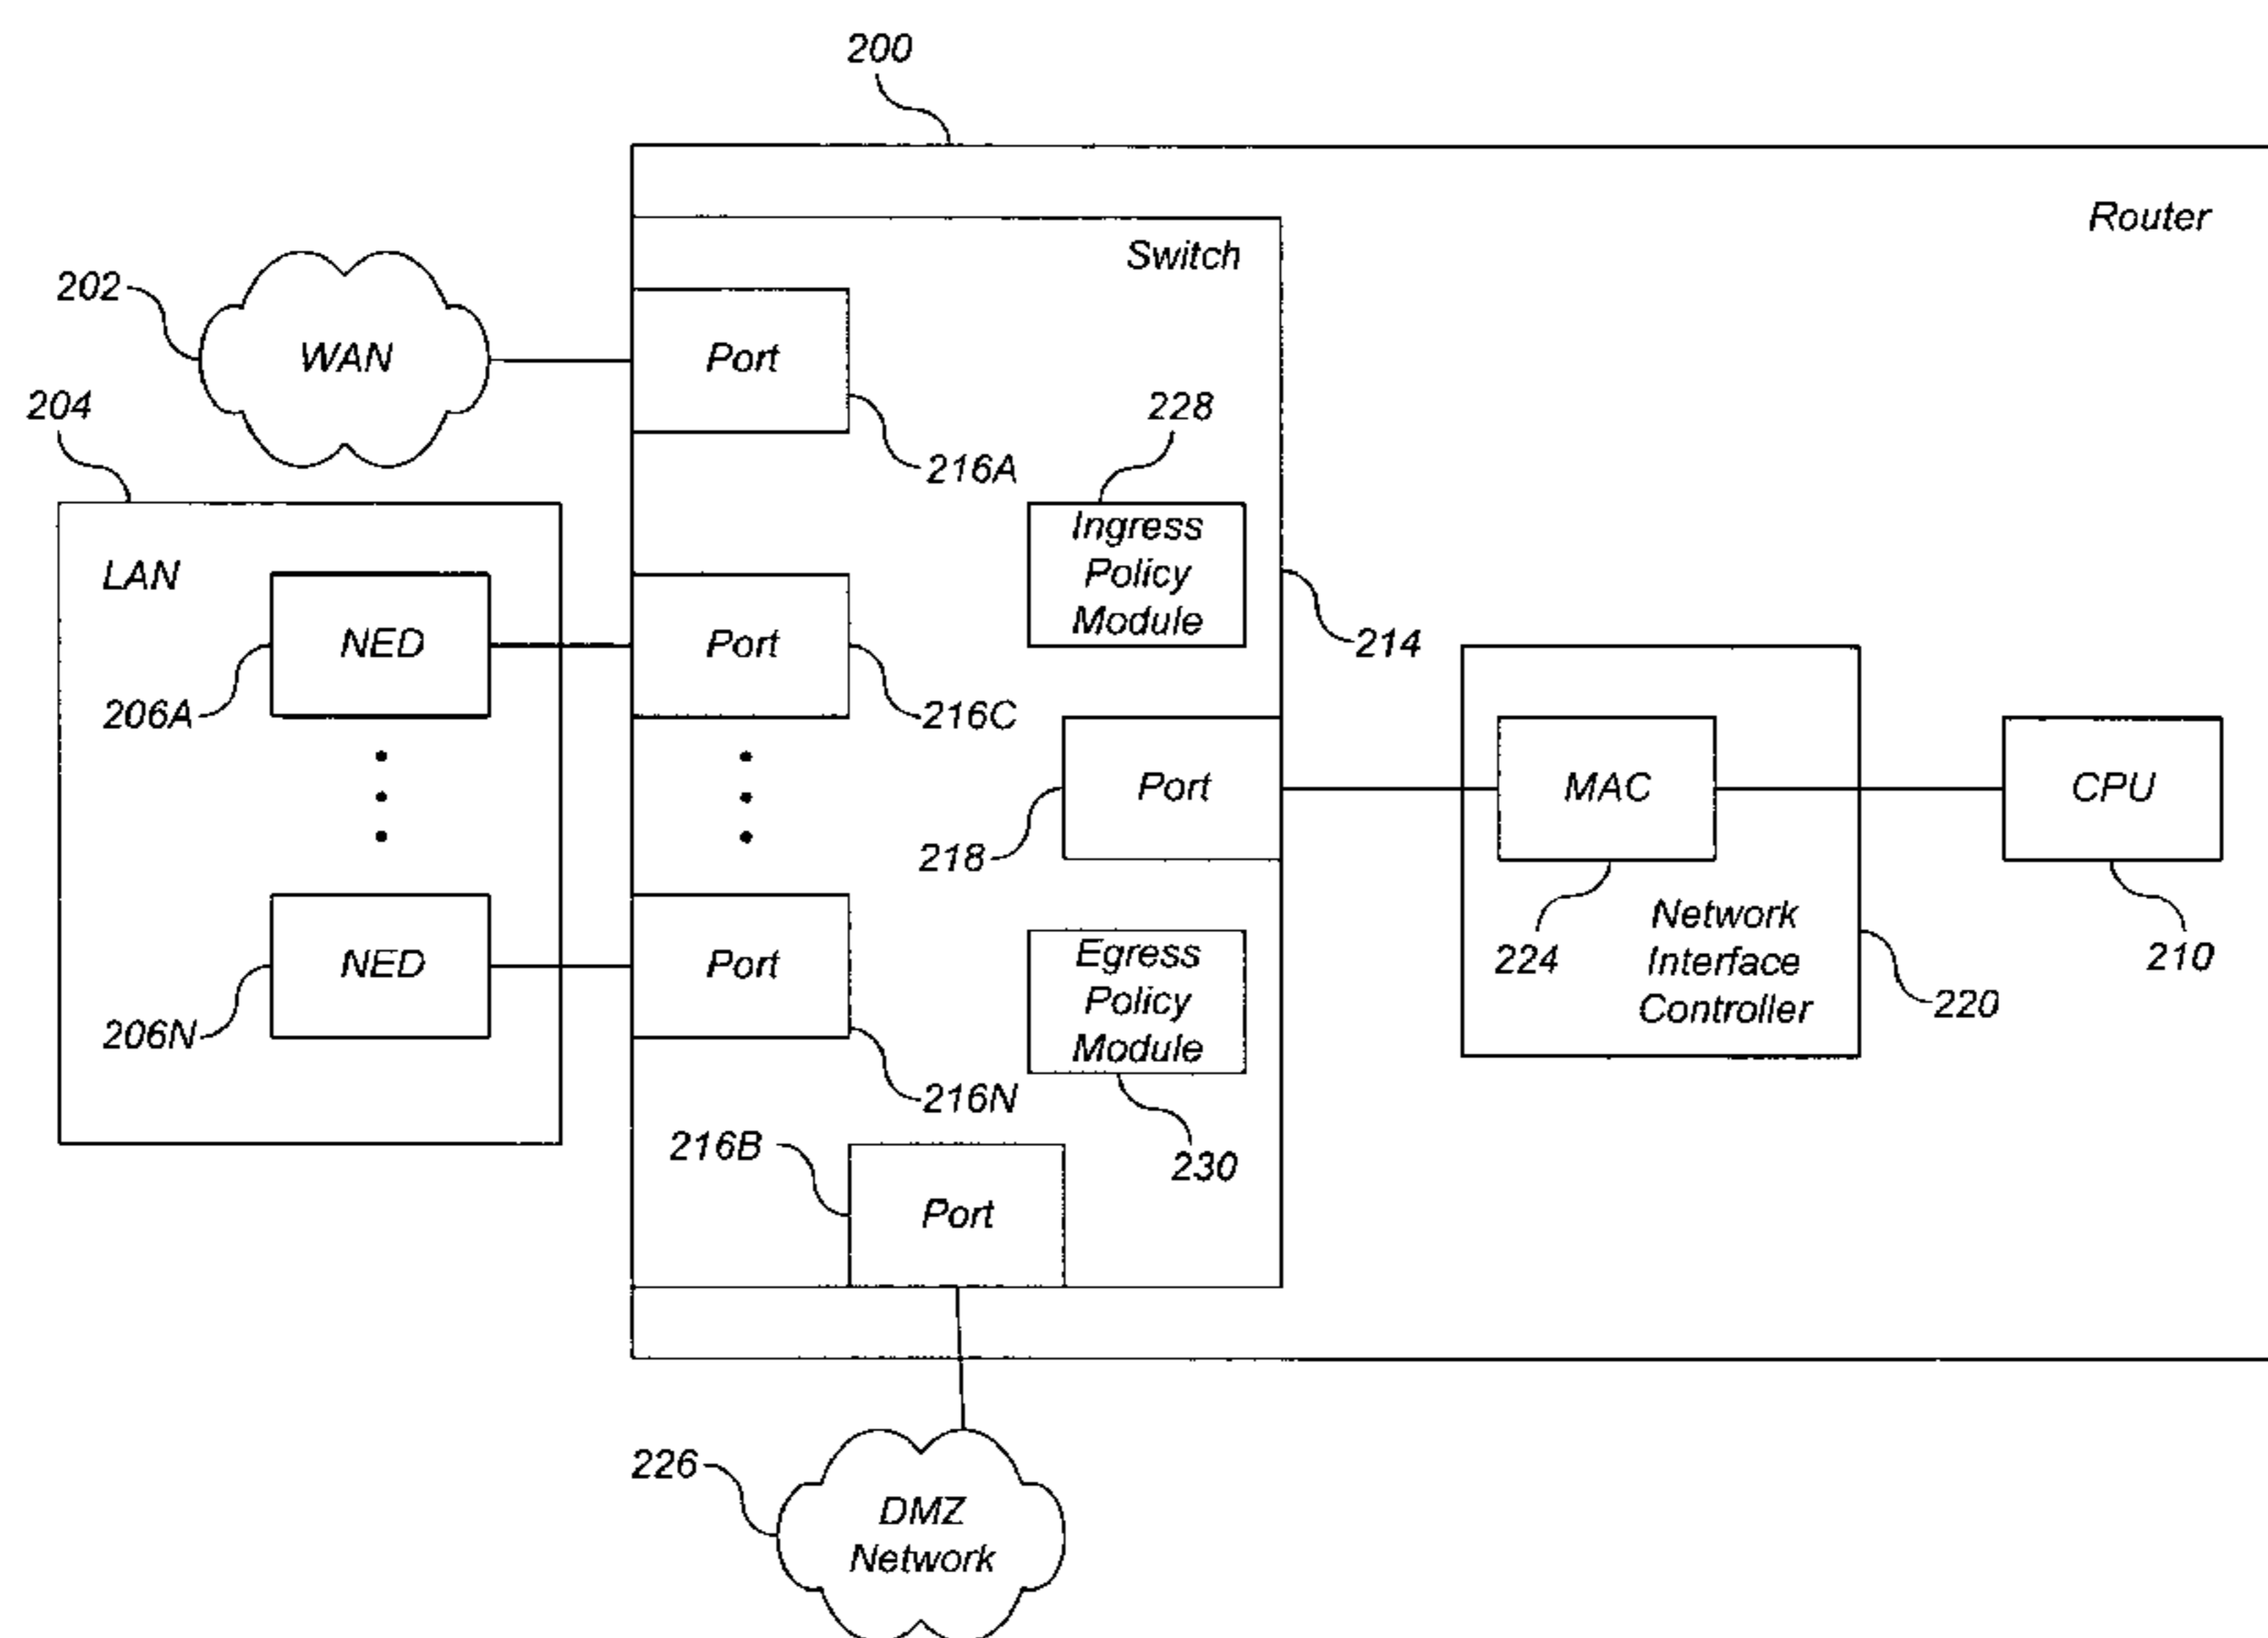 200
Router
Switch
202
WAN
Port
204
228
216A
Ingress
Policy
Module
LAN
NED
Port
214
206A
216C
Port
MAC
CPU
218
NED
Port
Egress
Policy
Module
224
Network
Interface
Controller
210
220
206N
216N
216B
230
Port
226
DMZ
Network